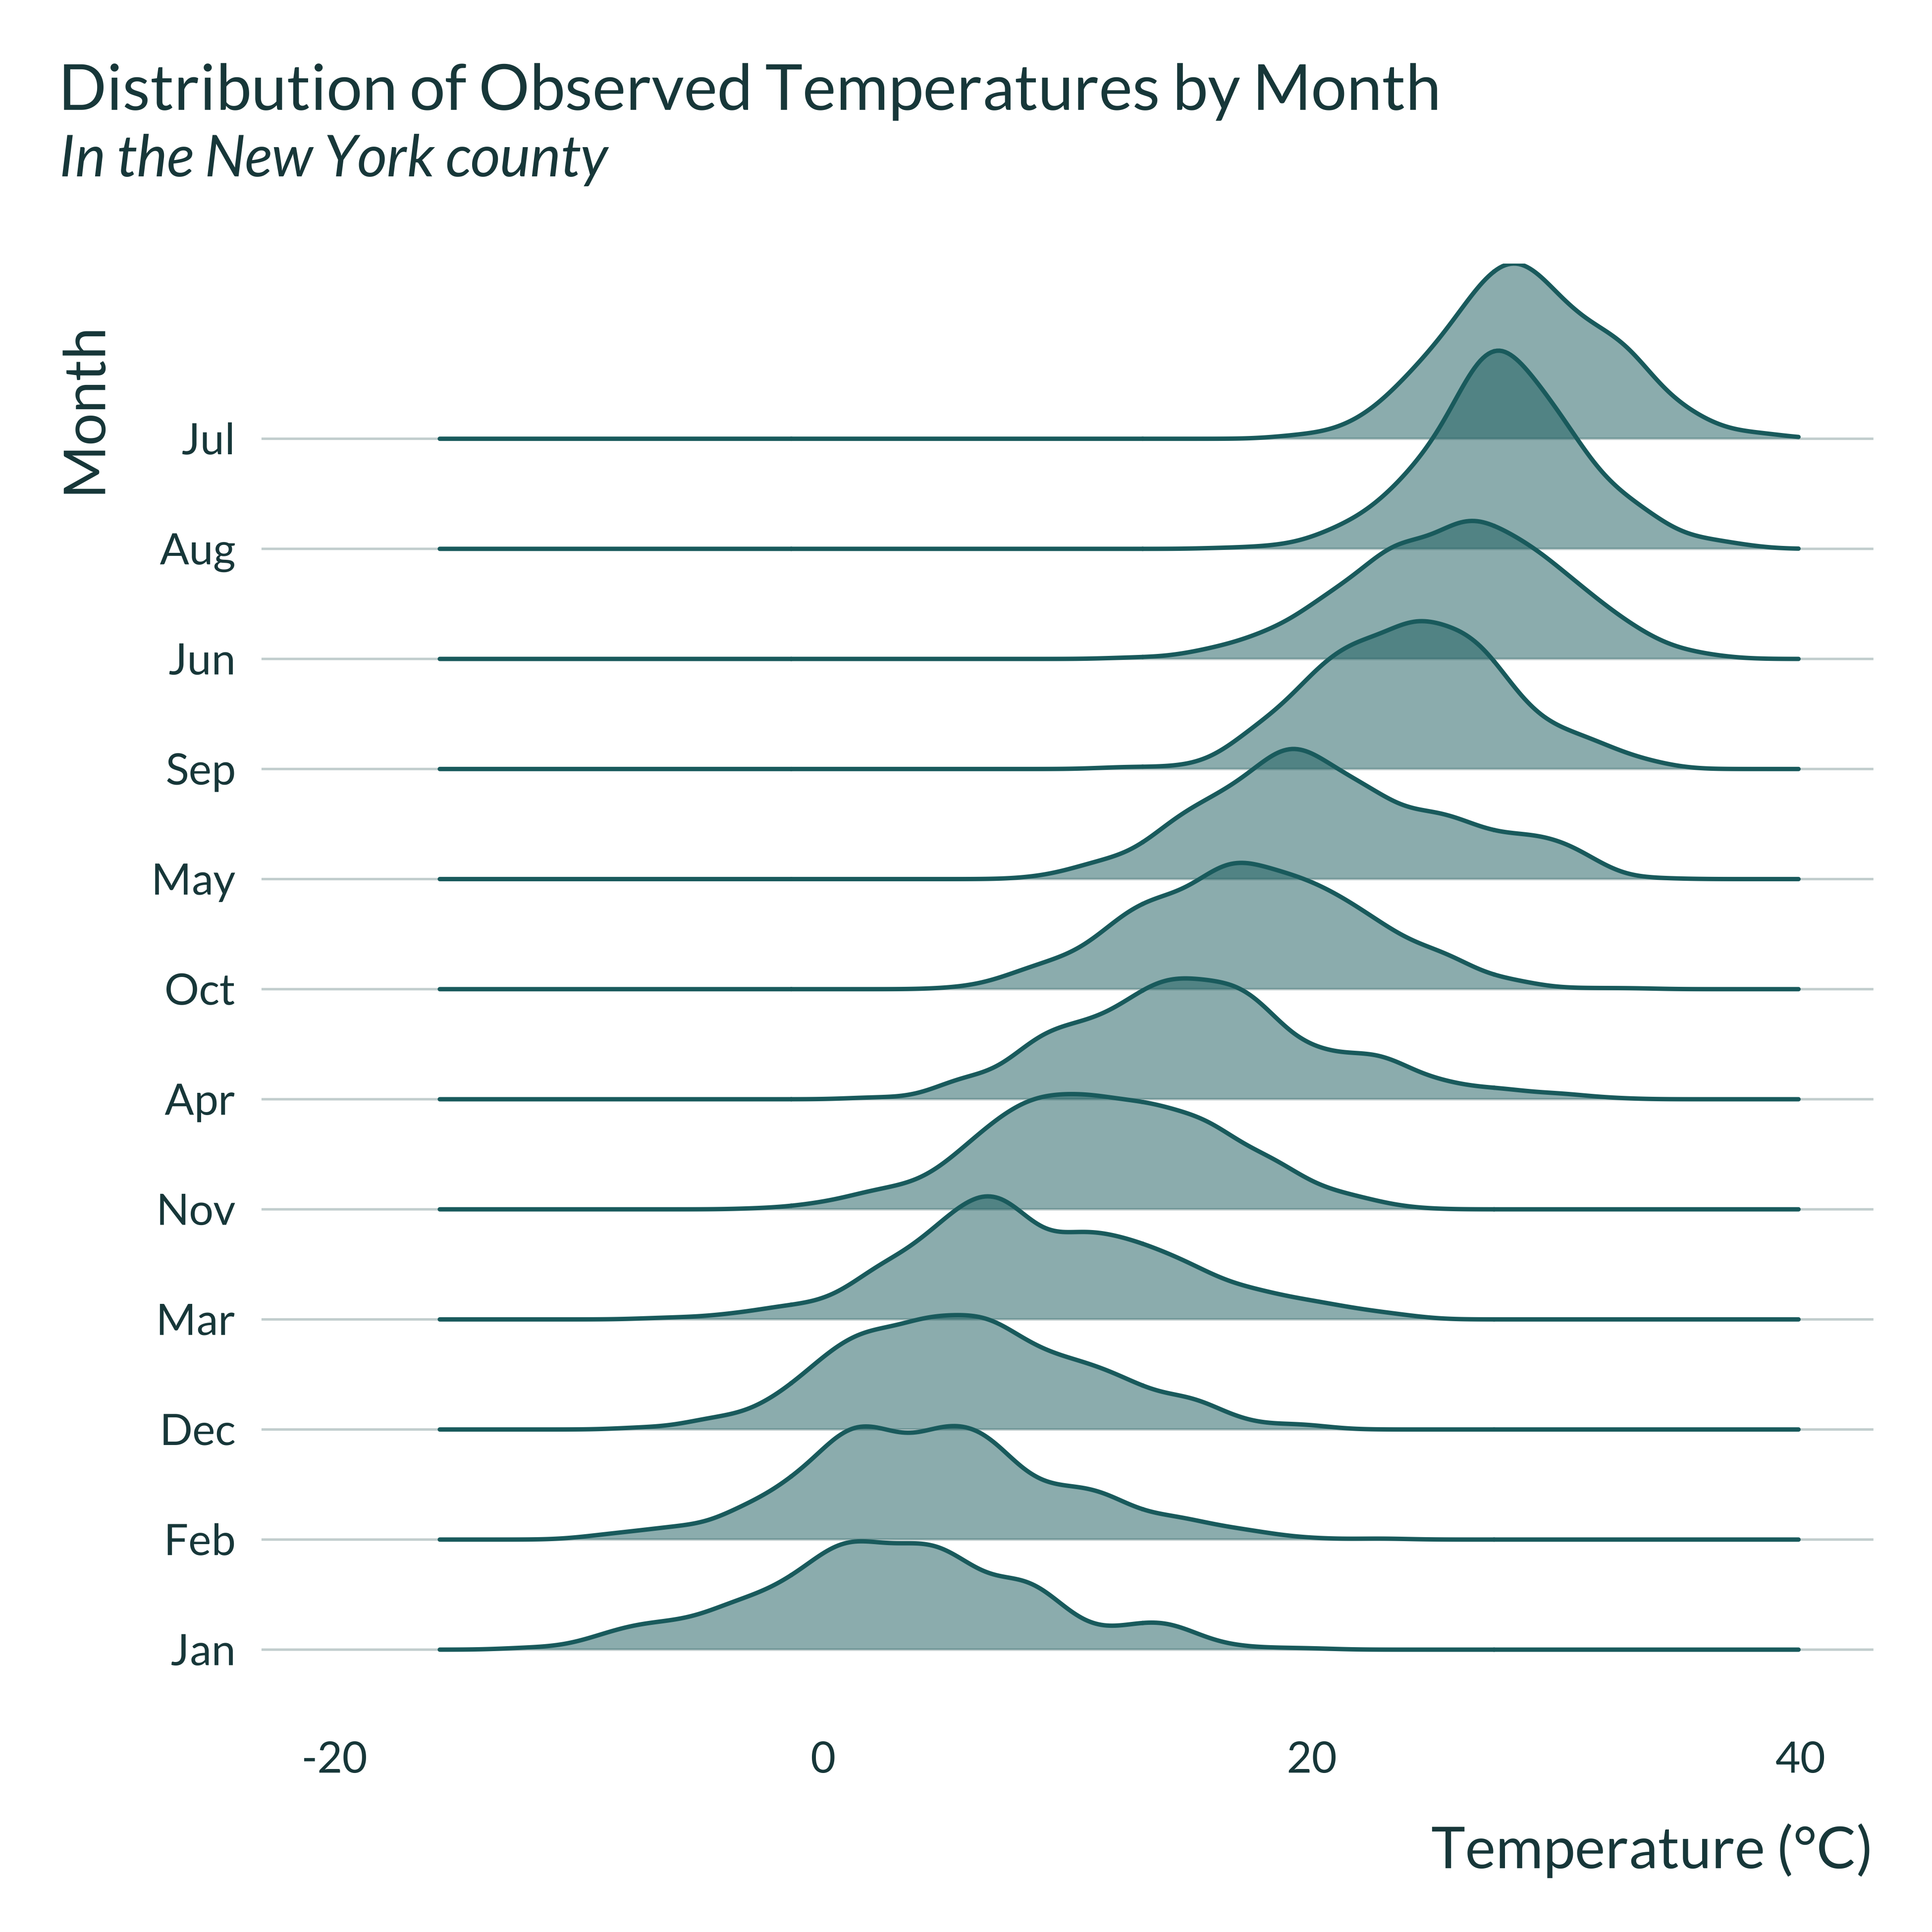 Distribution of Observed Temperatures by Month
In the New York county
Month
Jul
Aug
Jun
Sep
May
Oct
Apr
Nov
Mar
Dec
Feb
Jan
-20 0 20 40
Temperature (°C)